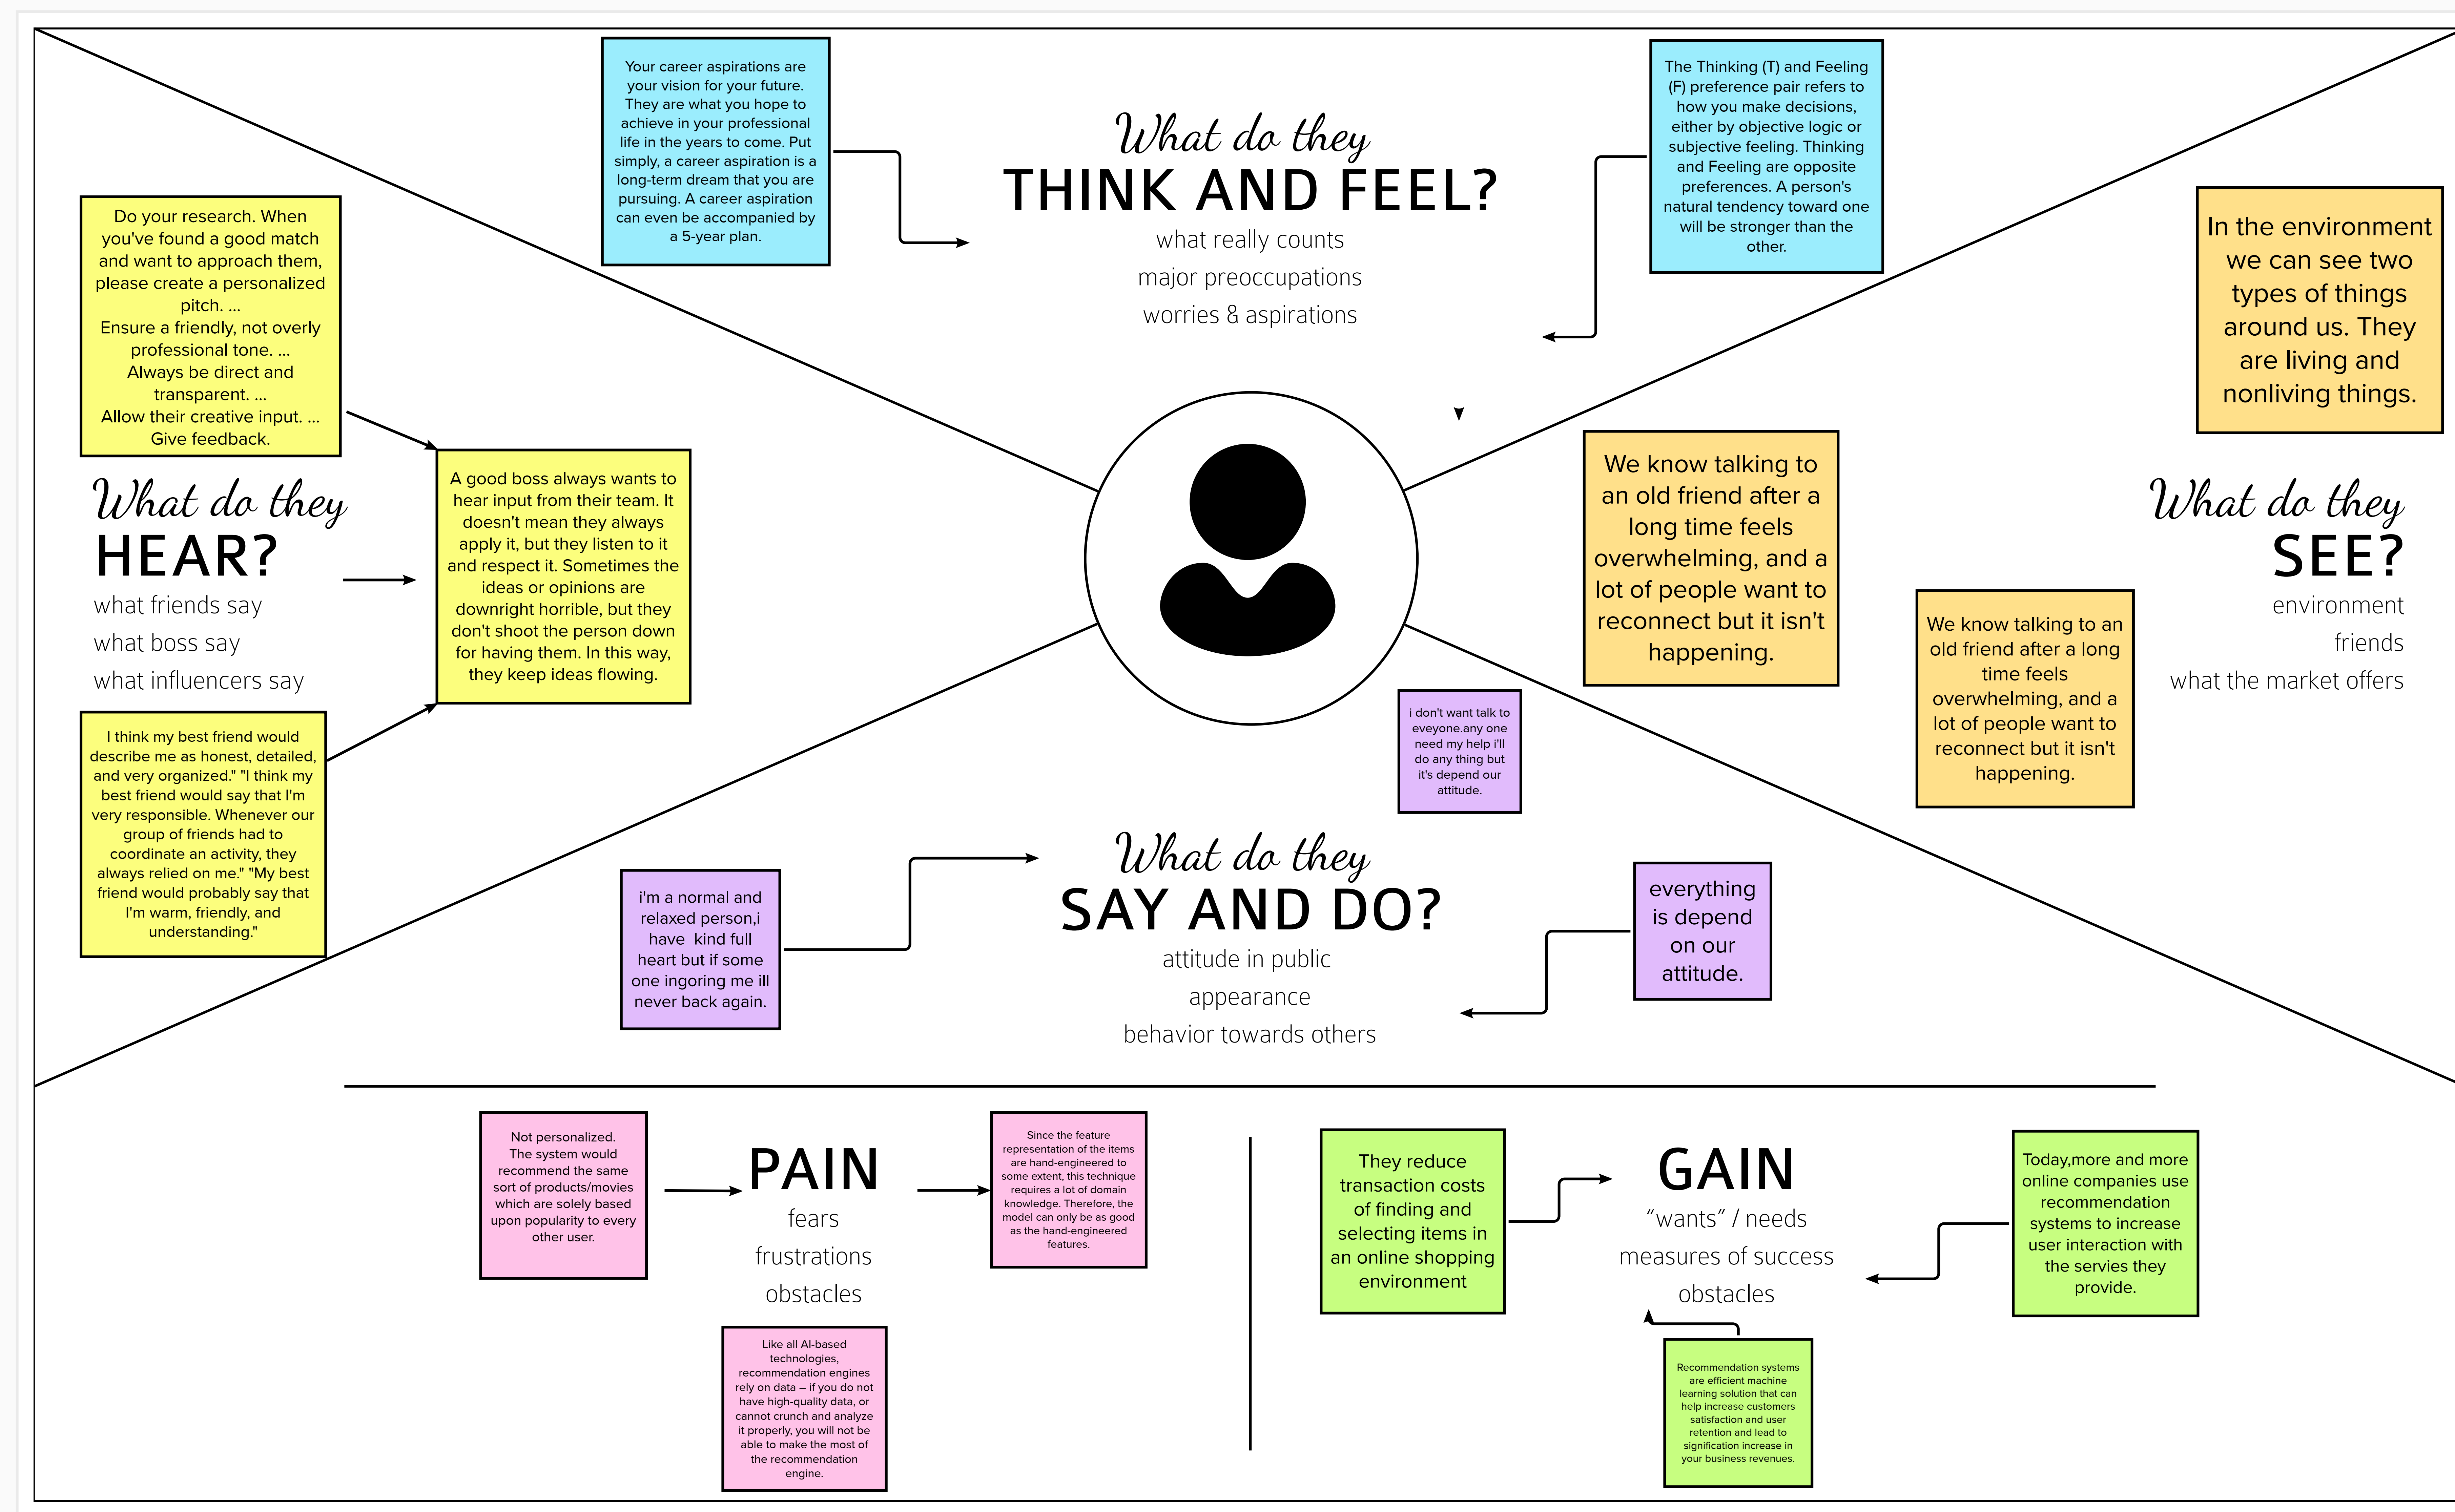 Your career aspirations are
your vision for your future.
They are what you hope to
achieve in your professional
life in the years to come. Put
simply, a career aspiration is a
long-term dream that you are
pursuing. A career aspiration
can even be accompanied by
a 5-year plan.
What do they
THINK AND FEEL?
what really counts
major preoccupations
worries & aspirations
The Thinking (T) and Feeling
(F) preference pair refers to
how you make decisions,
either by objective logic or
subjective feeling. Thinking
and Feeling are opposite
preferences. A person's
natural tendency toward one
will be stronger than the
other.
Do your research. When
you've found a good match
and want to approach them,
please create a personalized
pitch. ...
Ensure a friendly, not overly
professional tone. ...
Always be direct and
transparent. ...
Allow their creative input. ...
Give feedback.
What do they
HEAR?
what friends say
what boss say
what influencers say
A good boss always wants to
hear input from their team. It
doesn't mean they always
apply it, but they listen to it
and respect it. Sometimes the
ideas or opinions are
downright horrible, but they
don't shoot the person down
for having them. In this way,
they keep ideas flowing.
I think my best friend would
describe me as honest, detailed,
and very organized." "I think my
best friend would say that I'm
very responsible. Whenever our
group of friends had to
coordinate an activity, they
always relied on me." "My best
friend would probably say that
I'm warm, friendly, and
understanding."
In the environment
we can see two
types of things
around us. They
are living and
nonliving things.
We know talking to
an old friend after a
long time feels
overwhelming, and a
lot of people want to
reconnect but it isn't
happening.
What do they
SEE?
environment
friends
what the market offers
We know talking to an
old friend after a long
time feels
overwhelming, and a
lot of people want to
reconnect but it isn't
happening.
i don't want talk to
eveyone.any one
need my help i'll
do any thing but
it's depend our
attitude.
What do they
SAY AND DO?
attitude in public
appearance
behavior towards others
i'm a normal and
relaxed person,i
have kind full
heart but if some
one ingoring me ill
never back again.
everything
is depend
on our
attitude.
Not personalized.
The system would
recommend the same
sort of products/movies
which are solely based
upon popularity to every
other user.
PAIN
fears
frustrations
obstacles
Since the feature
representation of the items
are hand-engineered to
some extent, this technique
requires a lot of domain
knowledge. Therefore, the
model can only be as good
as the hand-engineered
features.
Like all AI-based
technologies,
recommendation engines
rely on data – if you do not
have high-quality data, or
cannot crunch and analyze
it properly, you will not be
able to make the most of
the recommendation
engine.
They reduce
transaction costs
of finding and
selecting items in
an online shopping
environment
GAIN
“wants” / needs
measures of success
obstacles
Today,more and more
online companies use
recommendation
systems to increase
user interaction with
the servies they
provide.
Recommendation systems
are efficient machine
learning solution that can
help increase customers
satisfaction and user
retention and lead to
signification increase in
your business revenues.